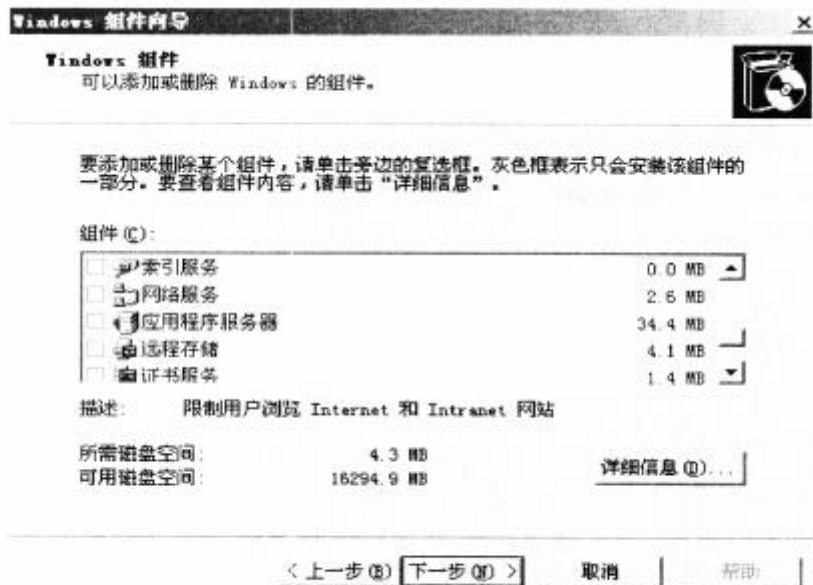 Windows 组件向导
Windows 组件
可以添加或删除 Windows 的组件。
要添加或删除某个组件，请单击旁边的复选框。灰色框表示只会安装该组件的
一部分。要查看组件内容，请单击“详细信息”。
组件(C):
索引服务 0.0 MB
网络服务 2.6 MB
应用程序服务器 34.4 MB
远程存储 4.1 MB
证书服务 1.4 MB
描述: 限制用户浏览 Internet 和 Intranet 网站
所需磁盘空间: 4.3 MB
可用磁盘空间: 16294.9 MB
详细信息(D)...
< 上一步(B) 下一步(N) > 取消 帮助